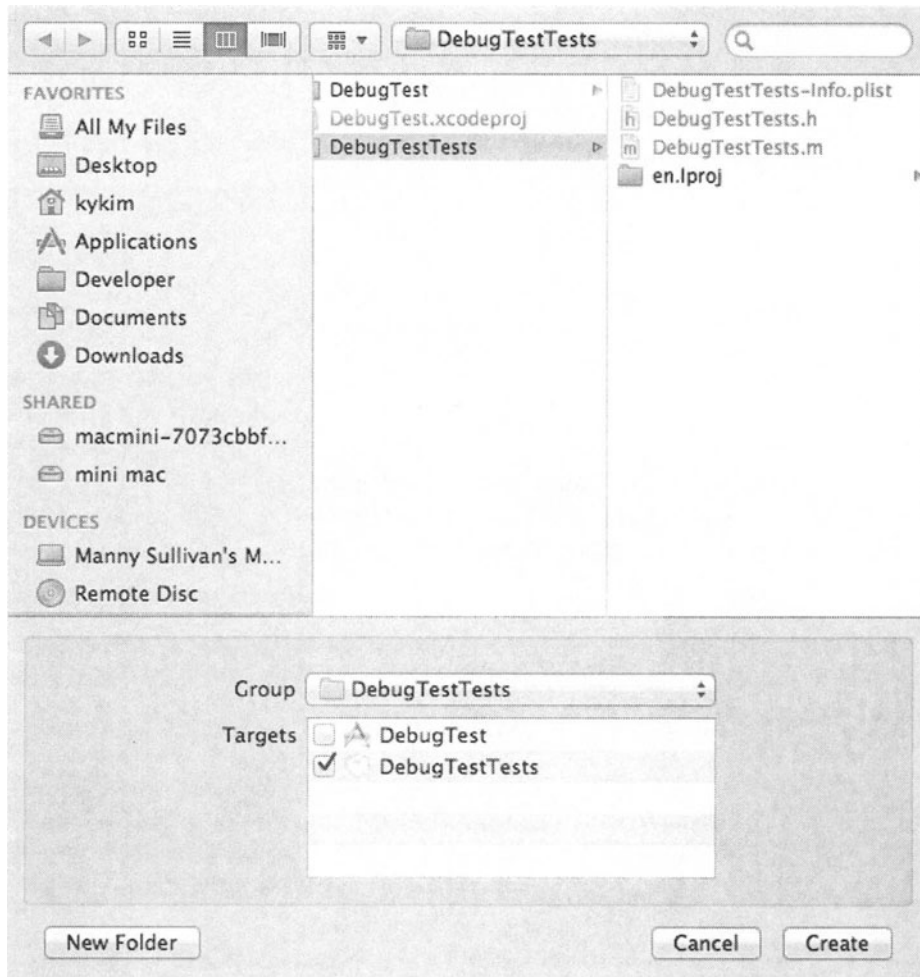 DebugTestTests
FAVORITES
All My Files
Desktop
kykim
Applications
Developer
Documents
Downloads
SHARED
macmini-7073cbbf...
mini mac
DEVICES
Manny Sullivan's M...
Remote Disc
DebugTest
DebugTest.xcodeproj
DebugTestTests
DebugTestTests-Info.plist
h DebugTestTests.h
m DebugTestTests.m
en.lproj
Group DebugTestTests
Targets DebugTest
DebugTestTests
New Folder Cancel Create